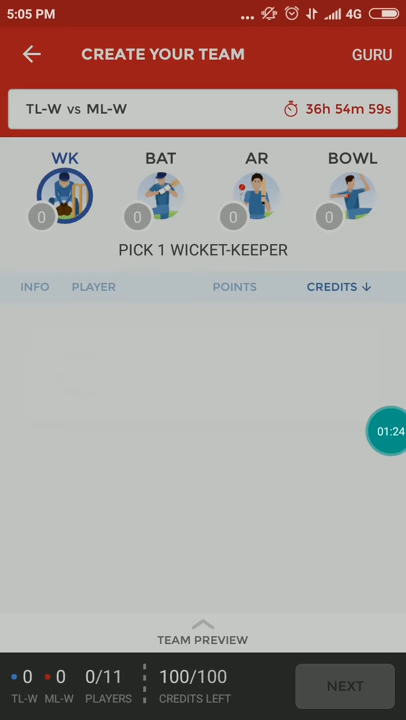 5:05 PM ... 4G
CREATE YOUR TEAM GURU
TL-W vs ML-W 36h 54m 59s
WK BAT AR BOWL
0 0 0 0
PICK 1 WICKET-KEEPER
INFO PLAYER POINTS CREDITS ↓
01:24
TEAM PREVIEW
0 0 0/11 100/100 NEXT
TL-W ML-W PLAYERS CREDITS LEFT